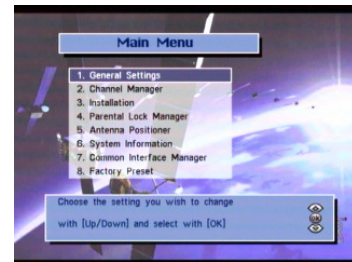 Main Menu
1. General Settings
2. Channel Manager
3. Installation
4. Parental Lock Manager
5. Antenna Positioner
6. System Information
7. Common Interface Manager
8. Factory Preset
Choose the setting you wish to change
with [Up/Down] and select with [OK]
OK